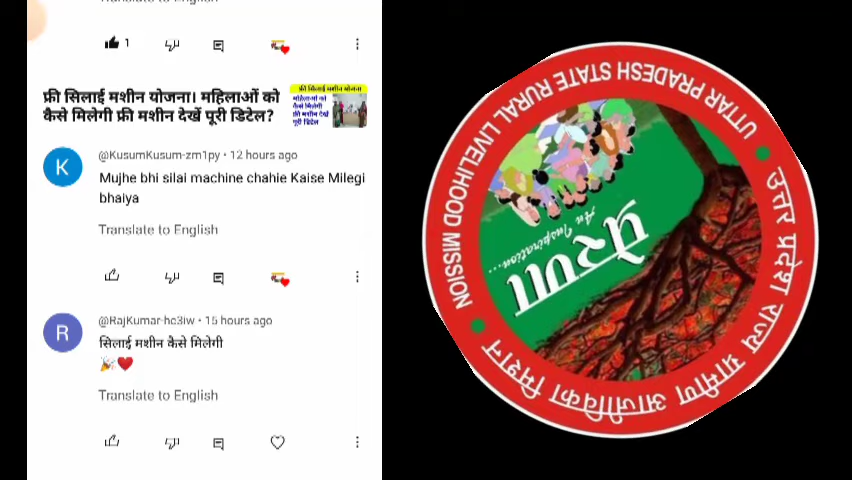 Translate to English
1
फ्री सिलाई मशीन योजना। महिलाओं को
कैसे मिलेगी फ्री मशीन देखें पूरी डिटेल?
फ्री सिलाई मशीन योजना
महिलाओं को
कैसे मिलेगी
फ्री मशीन देखें
पूरी डिटेल
K
@KusumKusum-zm1py • 12 hours ago
Mujhe bhi silai machine chahie Kaise Milegi
bhaiya
Translate to English
R
@RajKumar-hc3iw • 15 hours ago
सिलाई मशीन कैसे मिलेगी
🎉❤️
Translate to English
UTTAR PRADESH STATE RURAL LIVELIHOOD MISSION
उत्तर प्रदेश राज्य ग्रामीण आजीविका मिशन
प्रेरणा
An Inspiration...